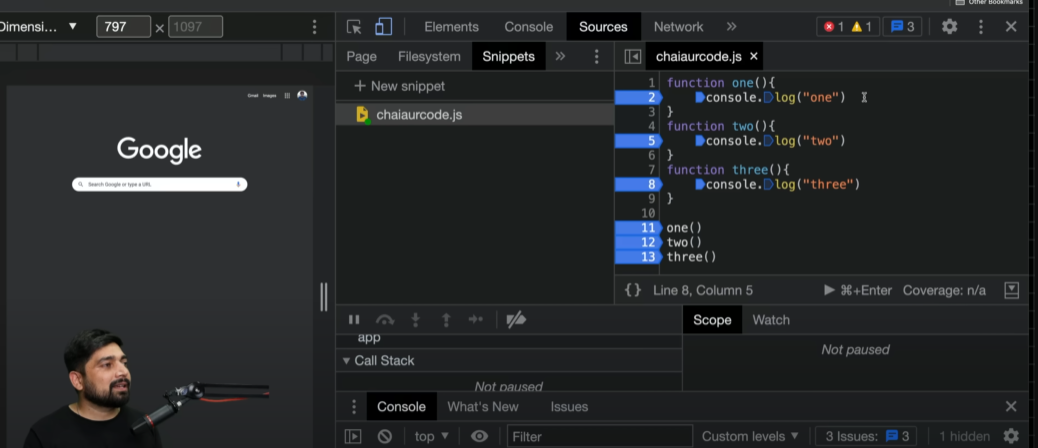 Other Bookmarks
Dimensi... ▼ 797 × 1097
Elements Console Sources Network » 1 1 3
Page Filesystem Snippets »
chaiaurcode.js ×
+ New snippet
chaiaurcode.js
1 function one(){
2 console.log("one")
3 }
4 function two(){
5 console.log("two")
6 }
7 function three(){
8 console.log("three")
9 }
10
11 one()
12 two()
13 three()
{} Line 8, Column 5 ⌘+Enter Coverage: n/a
Gmail Images
Google
Search Google or type a URL
app
Call Stack
Not paused
Scope Watch
Not paused
Console What's New Issues
top ▼ Filter Custom levels ▼ 3 Issues: 3 1 hidden